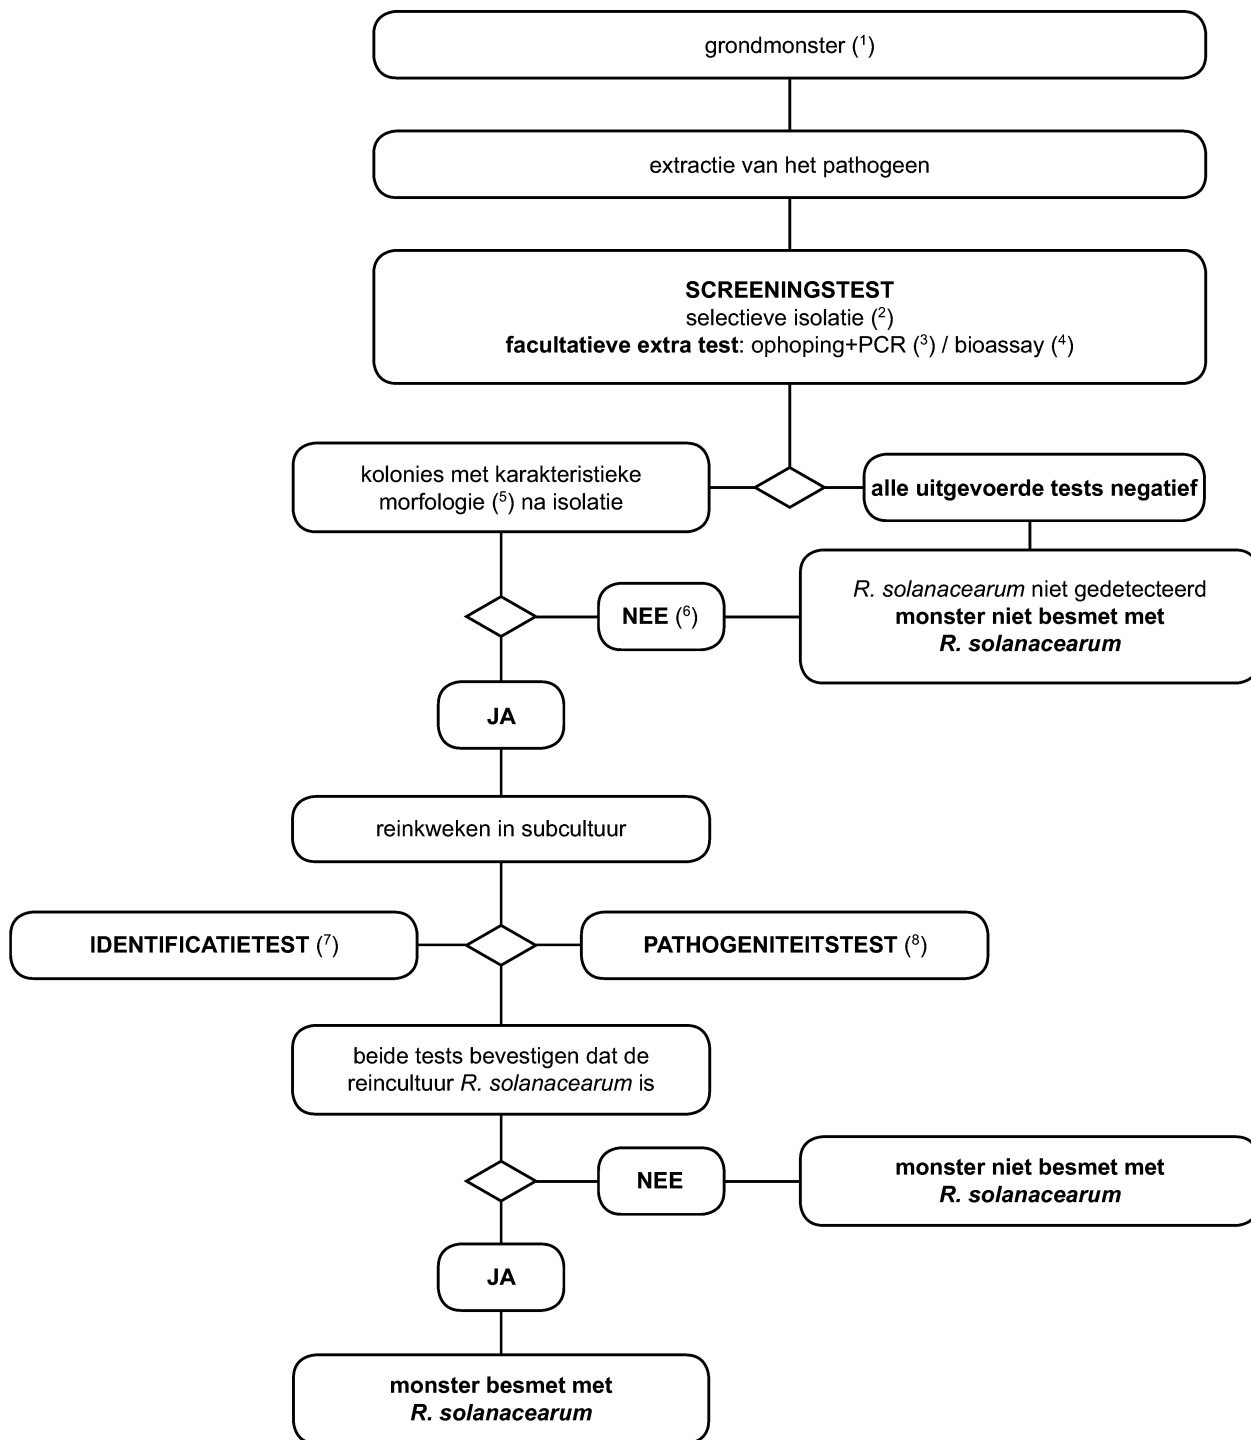 grondmonster (¹)
extractie van het pathogeen
SCREENINGSTEST
selectieve isolatie (²)
facultatieve extra test: ophoping+PCR (³) / bioassay (⁴)
kolonies met karakteristieke
morfologie (⁵) na isolatie
alle uitgevoerde tests negatief
NEE (⁶)
R. solanacearum niet gedetecteerd
monster niet besmet met
R. solanacearum
JA
reinkweken in subcultuur
IDENTIFICATIETEST (⁷)
PATHOGENITEITSTEST (⁸)
beide tests bevestigen dat de
reincultuur R. solanacearum is
NEE
monster niet besmet met
R. solanacearum
JA
monster besmet met
R. solanacearum